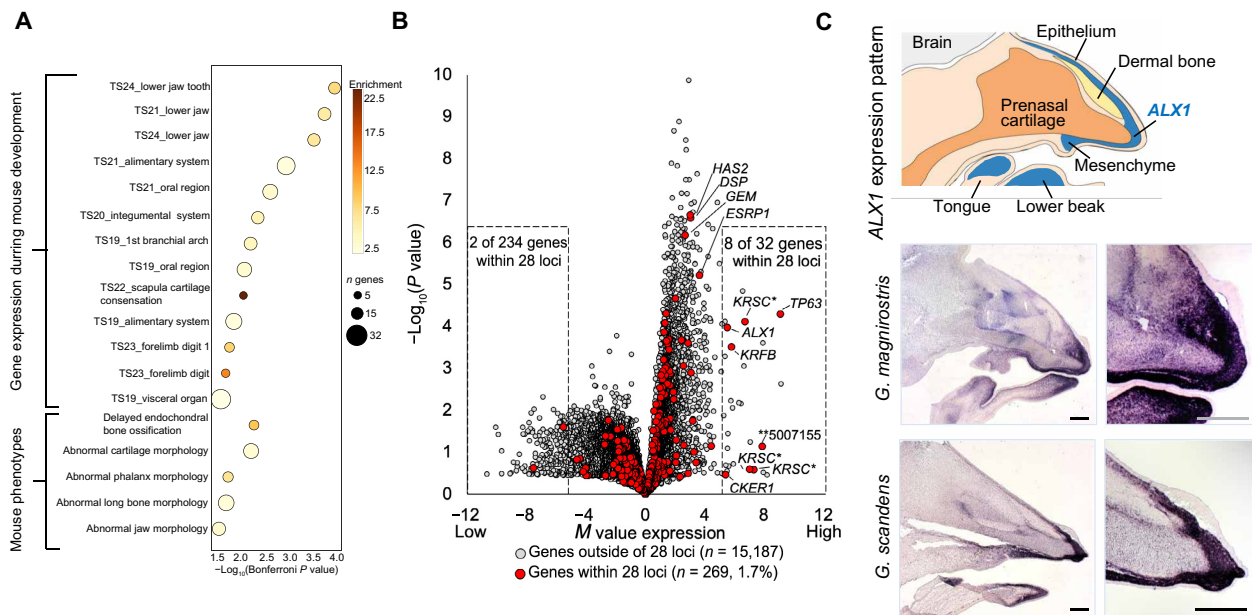 A
Gene expression during mouse development
Mouse phenotypes
TS24_lower jaw tooth
TS21_lower jaw
TS24_lower jaw
TS21_alimentary system
TS21_oral region
TS20_integumental system
TS19_1st branchial arch
TS19_oral region
TS22_scapula cartilage
consensation
TS19_alimentary system
TS23_forelimb digit 1
TS23_forelimb digit
TS19_visceral organ
Delayed endochondral
bone ossification
Abnormal cartilage morphology
Abnormal phalanx morphology
Abnormal long bone morphology
Abnormal jaw morphology
1.5 2.0 2.5 3.0 3.5 4.0
−Log10(Bonferroni P value)
Enrichment
22.5
17.5
12.5
7.5
2.5
n genes
5
15
32
B
−Log10(P value)
10
9
8
7
6
5
4
3
2
1
0
2 of 234 genes
within 28 loci
8 of 32 genes
within 28 loci
HAS2
DSP
GEM
ESRP1
KRSC*
TP63
ALX1
KRFB
**5007155
KRSC*
KRSC*
CKER1
−12 −8 −4 0 4 8 12
Low M value expression High
Genes outside of 28 loci (n = 15,187)
Genes within 28 loci (n = 269, 1.7%)
C
ALX1 expression pattern
Brain
Epithelium
Dermal bone
ALX1
Prenasal
cartilage
Mesenchyme
Tongue
Lower beak
G. magnirostris
G. scandens